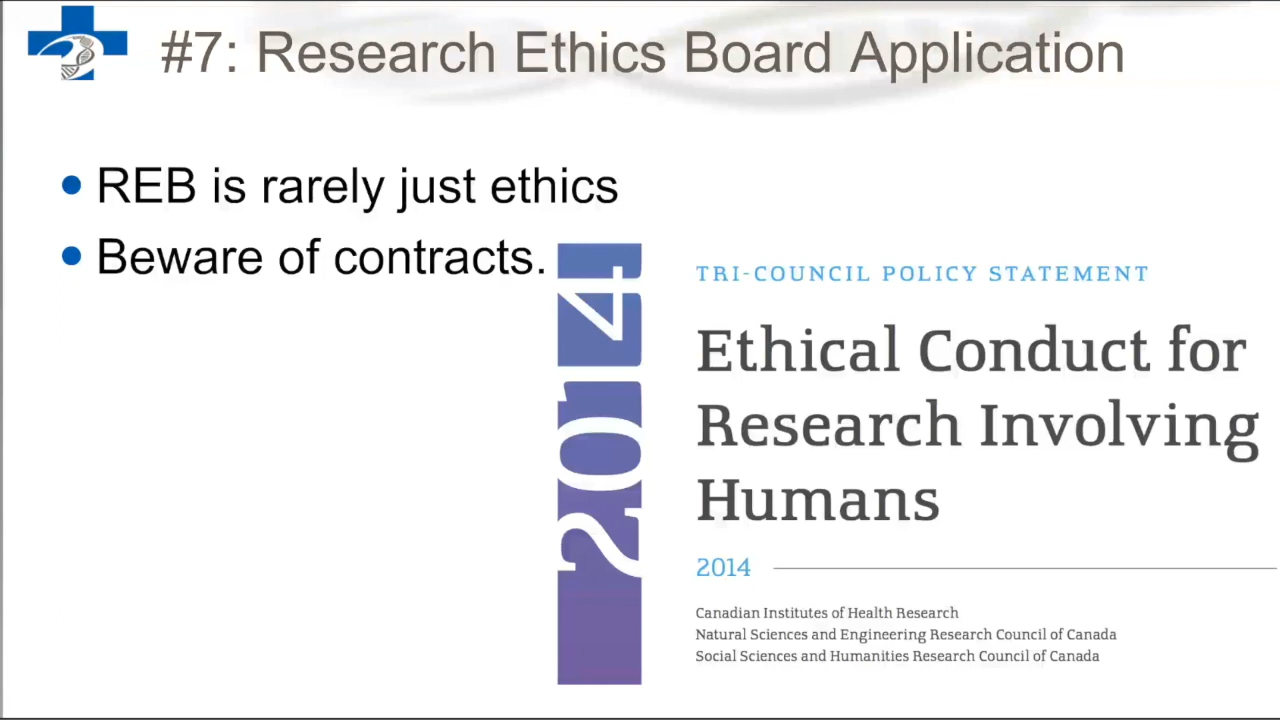 #7: Research Ethics Board Application
• REB is rarely just ethics
• Beware of contracts.
2014
TRI-COUNCIL POLICY STATEMENT
Ethical Conduct for
Research Involving
Humans
2014
Canadian Institutes of Health Research
Natural Sciences and Engineering Research Council of Canada
Social Sciences and Humanities Research Council of Canada